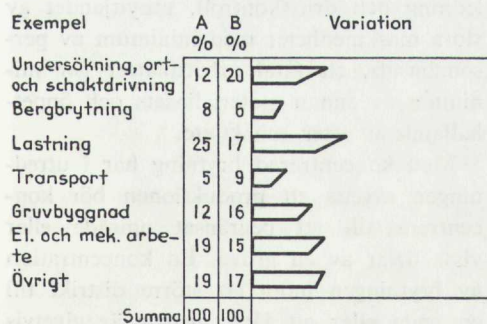 Exempel A B Variation
% %
Undersökning, ort-
och schaktdrivning 12 20
Bergbrytning 8 6
Lastning 25 17
Transport 5 9
Gruvbyggnad 12 16
El. och mek. arbe-
te 19 15
Övrigt 19 17
Summa 100 100